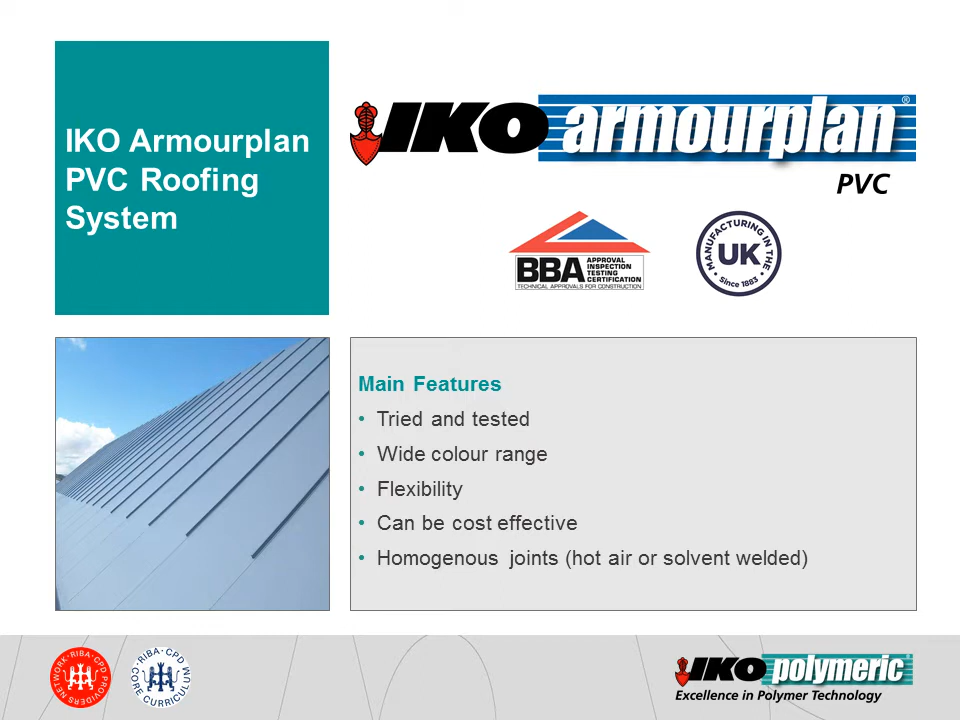 IKO Armourplan
PVC Roofing
System
IKO armourplan®
PVC
BBA
APPROVAL
INSPECTION
TESTING
CERTIFICATION
TECHNICAL APPROVALS FOR CONSTRUCTION
MANUFACTURING IN THE
UK
Since 1883
Main Features
• Tried and tested
• Wide colour range
• Flexibility
• Can be cost effective
• Homogenous joints (hot air or solvent welded)
RIBA · CPD PROVIDERS NETWORK
RIBA · CPD CORE CURRICULUM
IKO polymeric
Excellence in Polymer Technology